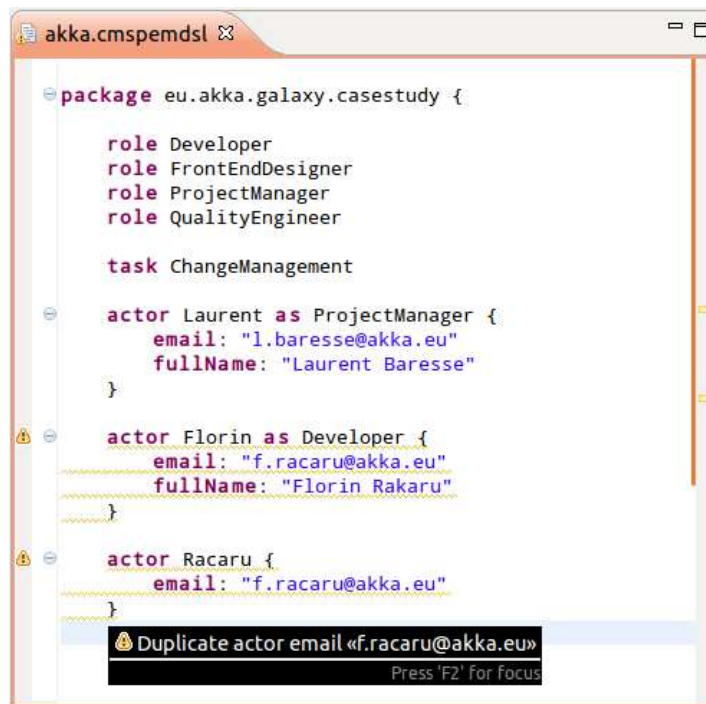 akka.cmspemdsl
package eu.akka.galaxy.casestudy {
role Developer
role FrontEndDesigner
role ProjectManager
role QualityEngineer
task ChangeManagement
actor Laurent as ProjectManager {
email: "l.baresse@akka.eu"
fullName: "Laurent Baresse"
}
actor Florin as Developer {
email: "f.racaru@akka.eu"
fullName: "Florin Rakaru"
}
actor Racaru {
email: "f.racaru@akka.eu"
}
Duplicate actor email «f.racaru@akka.eu»
Press 'F2' for focus